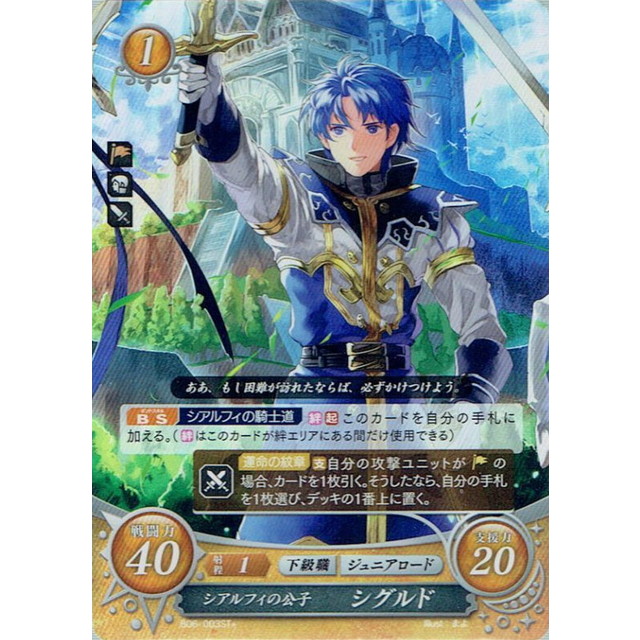 1
ああ、もし困難が訪れたならば、必ずかけつけよう。
BS シアルフィの騎士道 絆 起 このカードを自分の手札に
加える。(絆はこのカードが絆エリアにある間だけ使用できる)
運命の紋章 支 自分の攻撃ユニットが の
場合、カードを1枚引く。そうしたなら、自分の手札
を1枚選び、デッキの1番上に置く。
戦闘力 40
射程 1 下級職 ジュニアロード
支援力 20
シアルフィの公子 シグルド
B06-003ST+ Illust:まよ